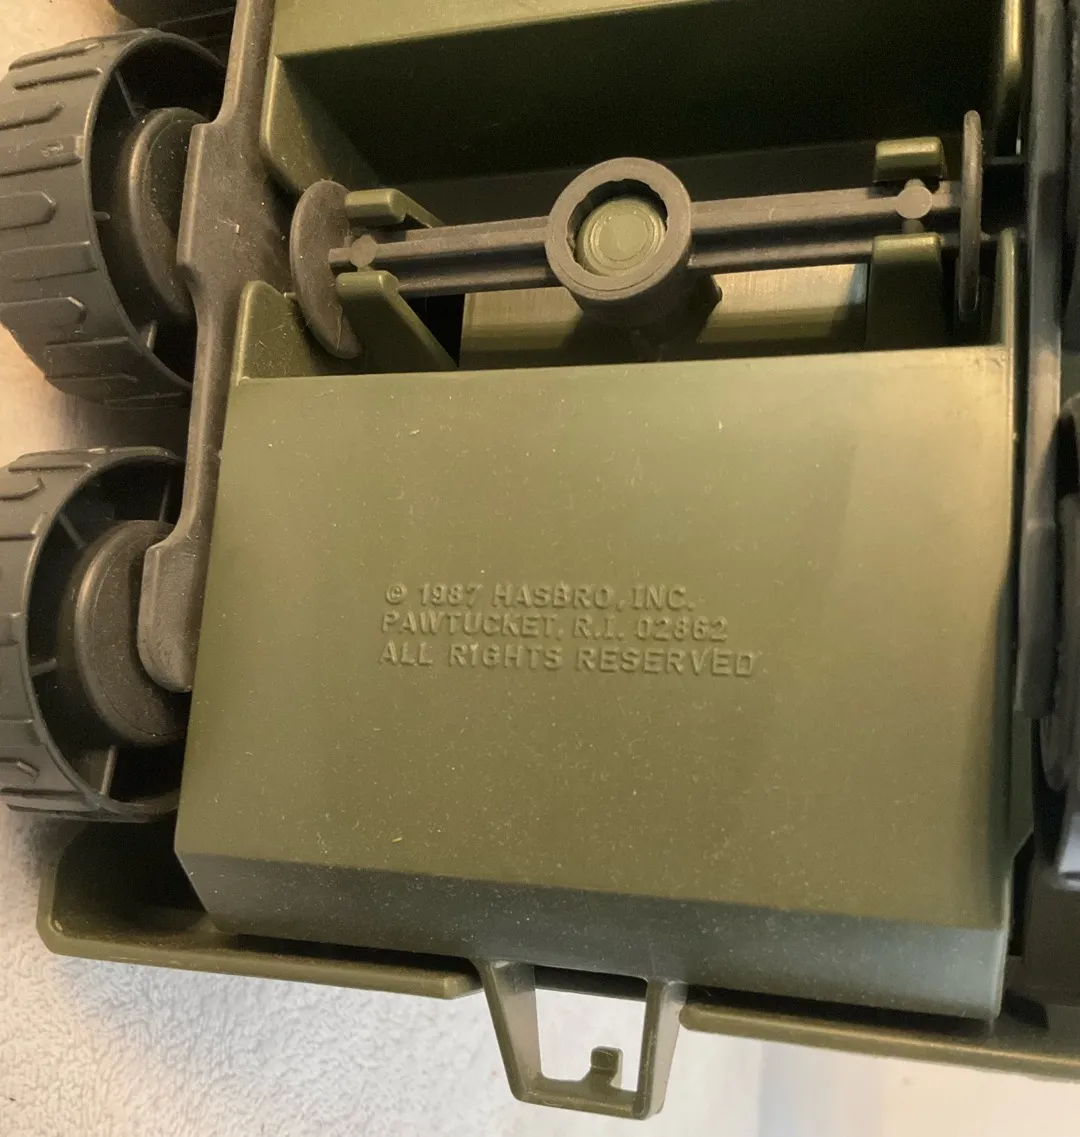 © 1987 HASBRO, INC.
PAWTUCKET, R.I. 02862
ALL RIGHTS RESERVED